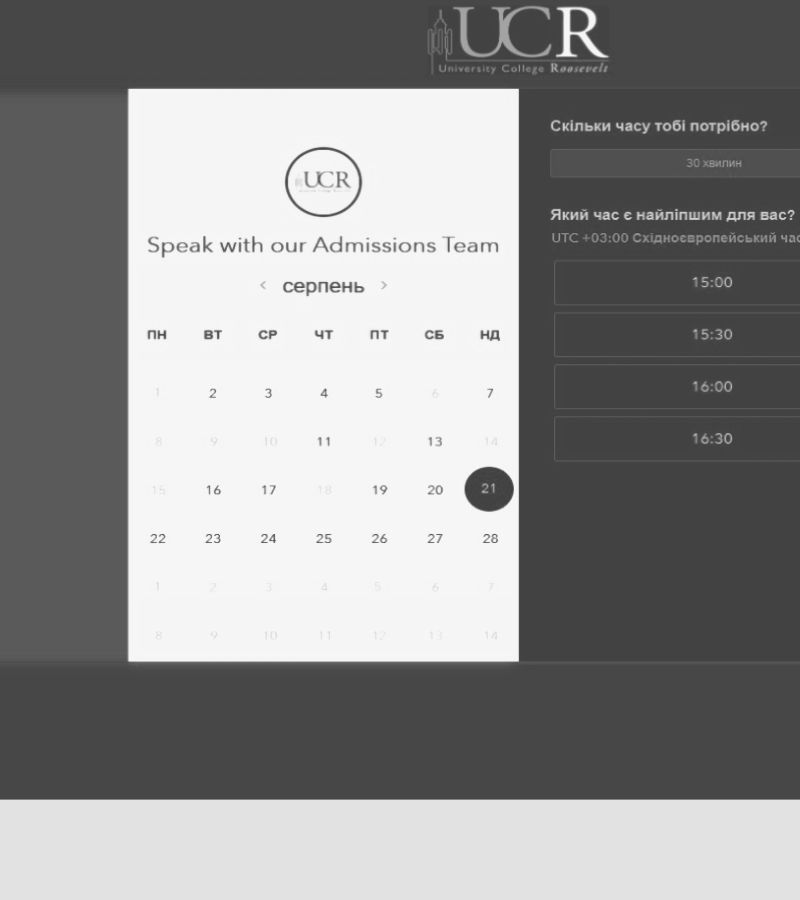 UCR
University College Roosevelt
UCR
Speak with our Admissions Team
‹ серпень ›
ПН ВТ СР ЧТ ПТ СБ НД
1 2 3 4 5 6 7
8 9 10 11 12 13 14
15 16 17 18 19 20 21
22 23 24 25 26 27 28
1 2 3 4 5 6 7
8 9 10 11 12 13 14
Скільки часу тобі потрібно?
30 хвилин
Який час є найліпшим для вас?
UTC +03:00 Східноєвропейський час
15:00
15:30
16:00
16:30